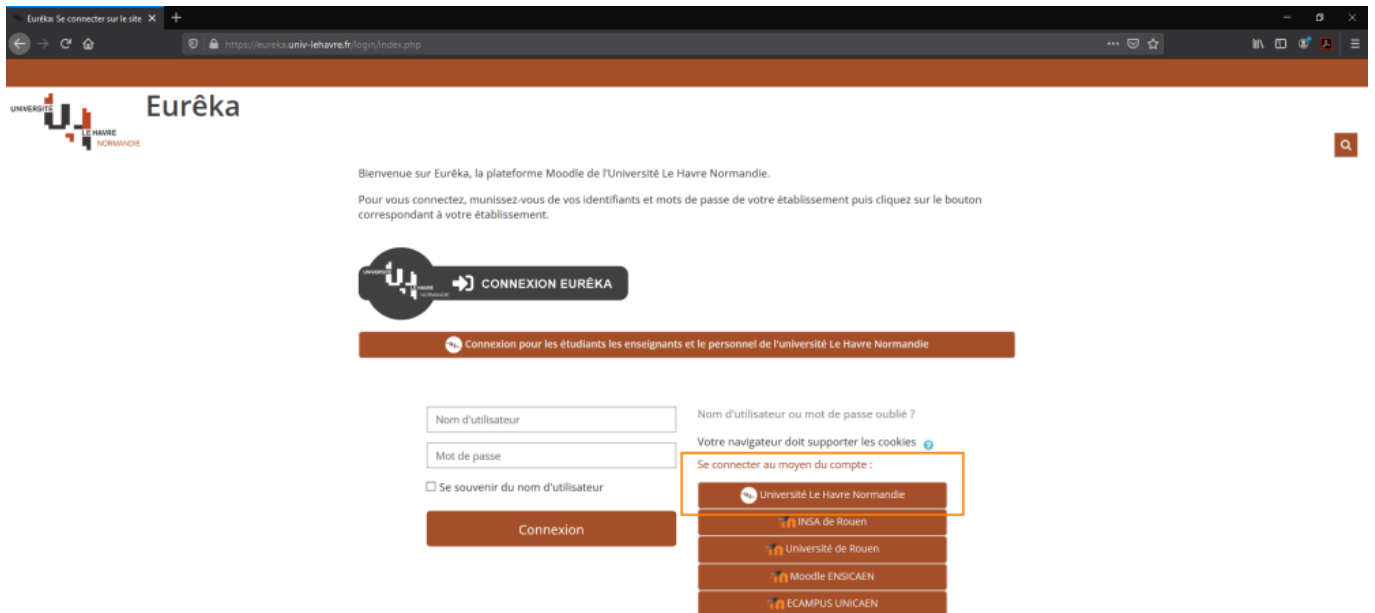 Eurêka: Se connecter sur le site
https://eureka.univ-lehavre.fr/login/index.php
UNIVERSITÉ
LE HAVRE
NORMANDIE
Eurêka
Bienvenue sur Eurêka, la plateforme Moodle de l'Université Le Havre Normandie.
Pour vous connectez, munissez-vous de vos identifiants et mots de passe de votre établissement puis cliquez sur le bouton
correspondant à votre établissement.
UNIVERSITÉ
LE HAVRE
NORMANDIE
CONNEXION EURÊKA
Connexion pour les étudiants les enseignants et le personnel de l'université Le Havre Normandie
Nom d'utilisateur
Mot de passe
Se souvenir du nom d'utilisateur
Connexion
Nom d'utilisateur ou mot de passe oublié ?
Votre navigateur doit supporter les cookies
Se connecter au moyen du compte :
Université Le Havre Normandie
INSA de Rouen
Université de Rouen
Moodle ENSICAEN
ECAMPUS UNICAEN